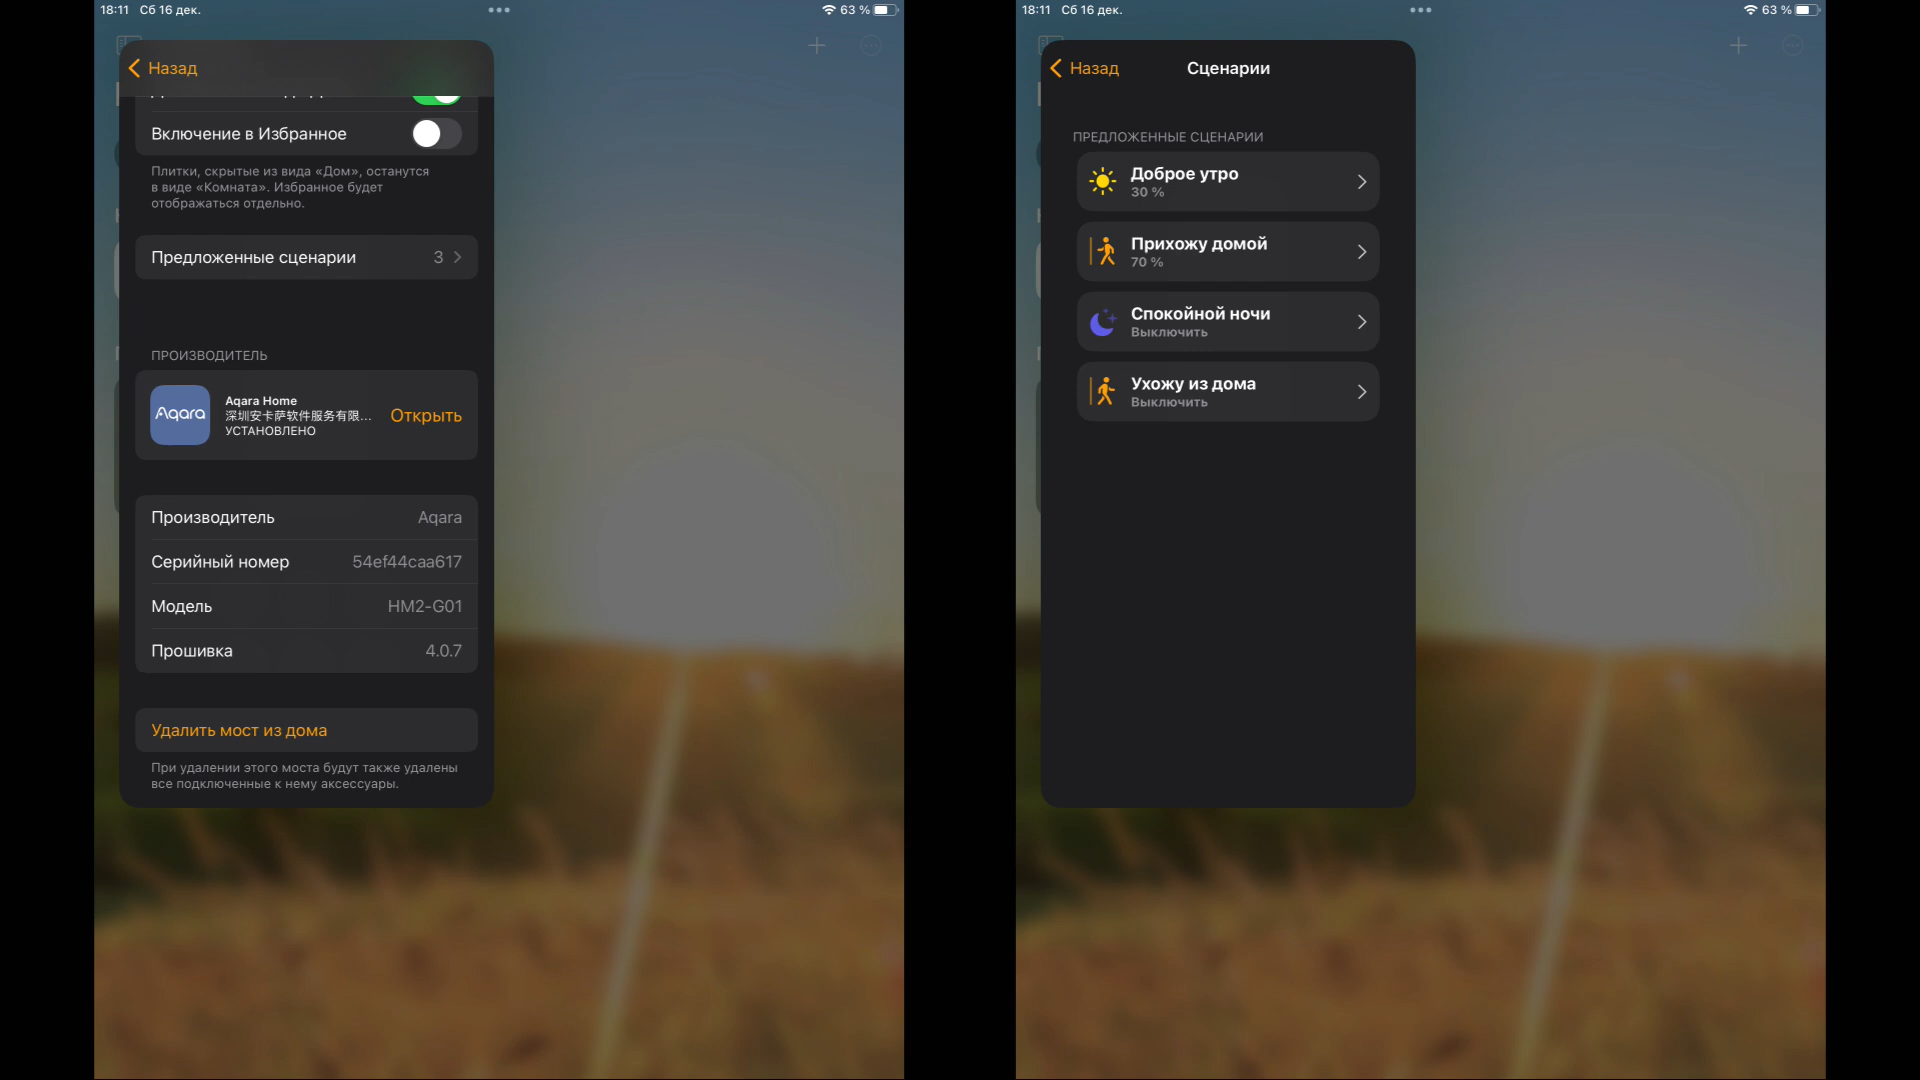 18:11 Сб 16 дек.
63 %
Назад
Включение в Избранное
Плитки, скрытые из вида «Дом», останутся
в виде «Комната». Избранное будет
отображаться отдельно.
Предложенные сценарии 3
ПРОИЗВОДИТЕЛЬ
Aqara
Aqara Home
深圳安卡萨软件服务有限...
УСТАНОВЛЕНО
Открыть
Производитель Aqara
Серийный номер 54ef44caa617
Модель HM2-G01
Прошивка 4.0.7
Удалить мост из дома
При удалении этого моста будут также удалены
все подключенные к нему аксессуары.
18:11 Сб 16 дек.
63 %
Назад
Сценарии
ПРЕДЛОЖЕННЫЕ СЦЕНАРИИ
Доброе утро
30 %
Прихожу домой
70 %
Спокойной ночи
Выключить
Ухожу из дома
Выключить